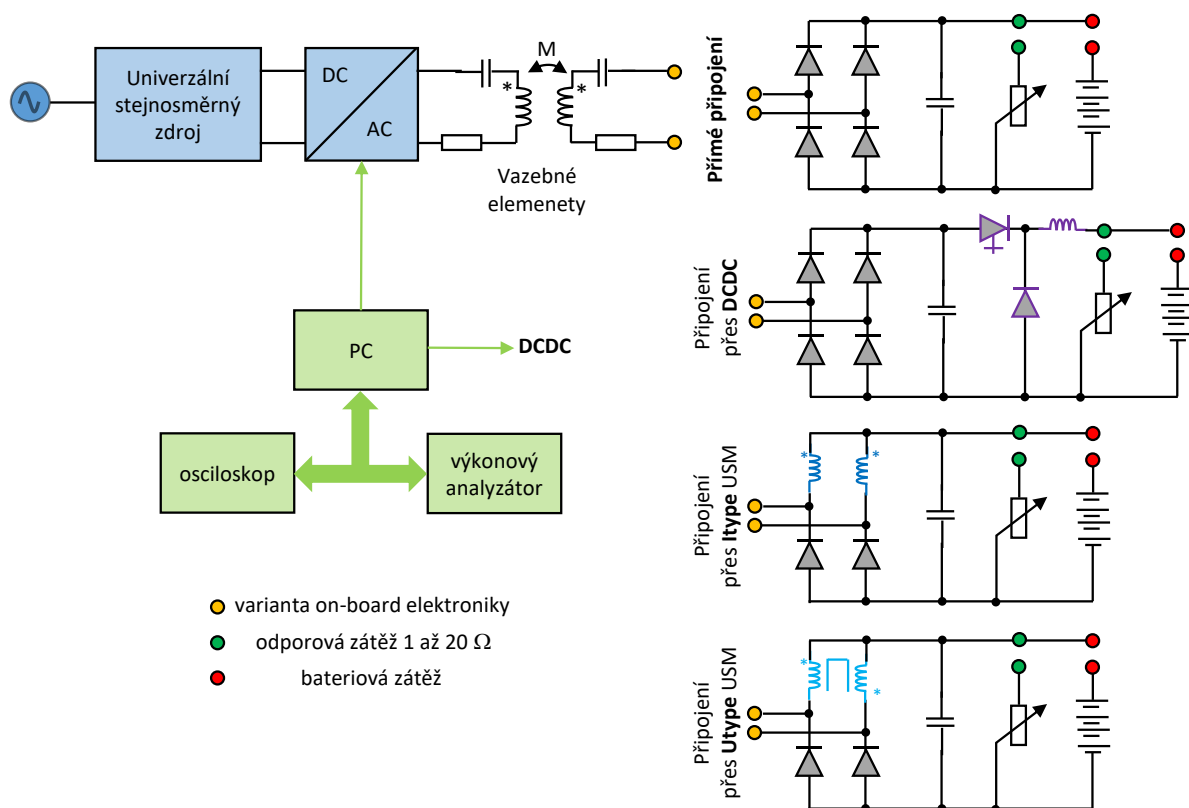 Univerzální
stejnosměrný
zdroj
DC
AC
M
*
*
Vazebné
elemenety
PC
DCDC
osciloskop
výkonový
analyzátor
varianta on-board elektroniky
odporová zátěž 1 až 20 Ω
bateriová zátěž
Přímé připojení
Připojení
přes DCDC
Připojení
přes Itype USM
*
*
Připojení
přes Utype USM
*
*